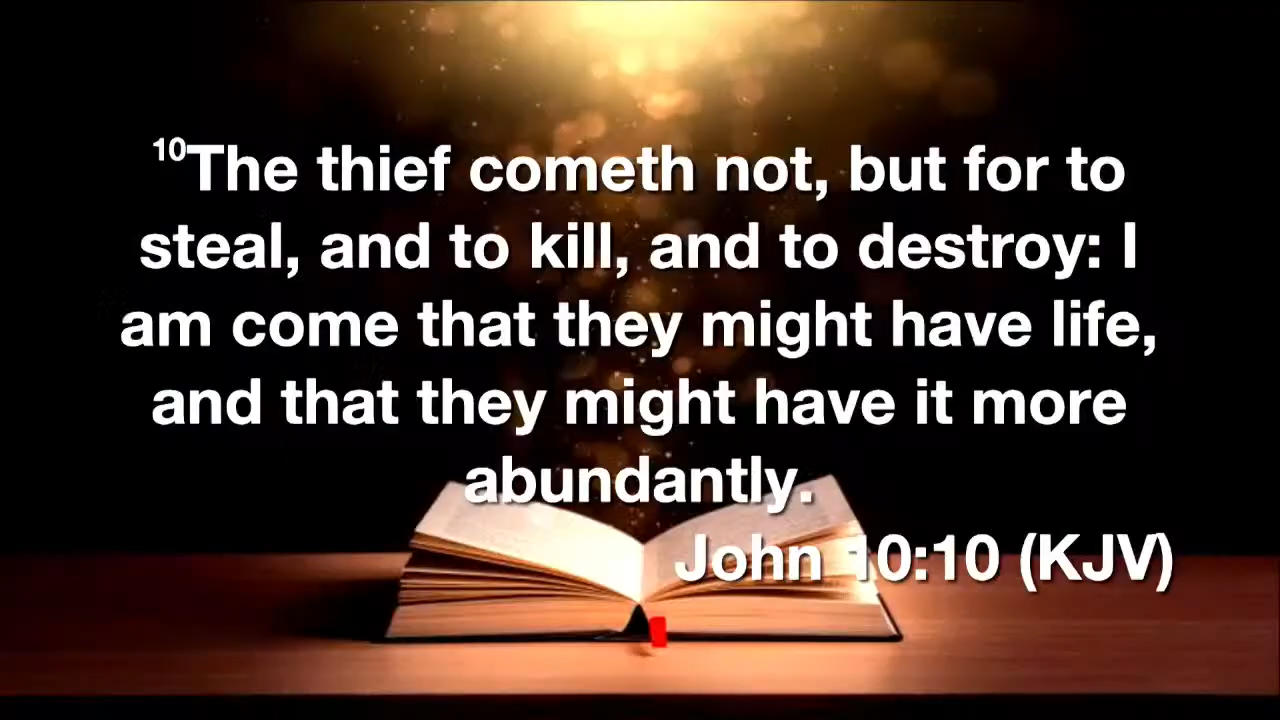 10The thief cometh not, but for to
steal, and to kill, and to destroy: I
am come that they might have life,
and that they might have it more
abundantly.
John 10:10 (KJV)